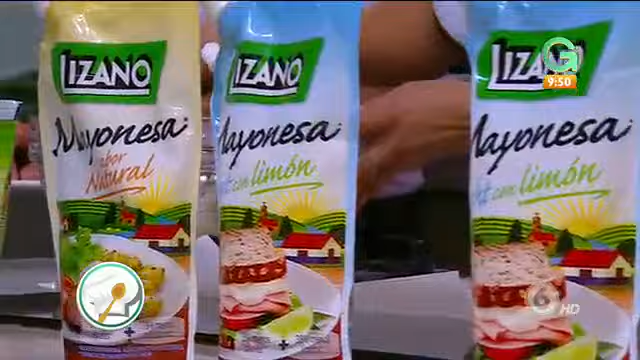 LIZANO
Mayonesa
sabor
Natural
LIZANO
Mayonesa
con limón
LIZANO
Mayonesa
con limón
G
9:50
6 HD